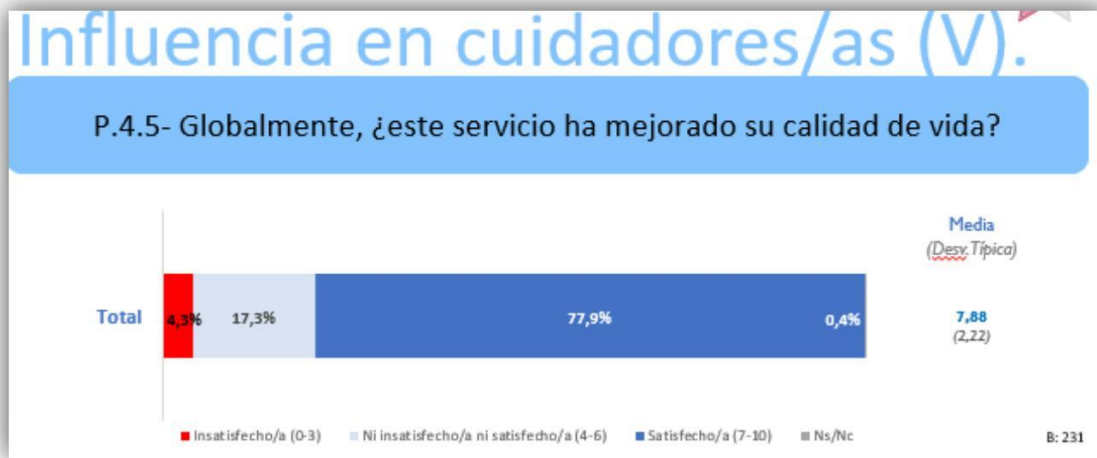 Influencia en cuidadores/as (V).
P.4.5- Globalmente, ¿este servicio ha mejorado su calidad de vida?
Media
(Desv.Típica)
Total 4,3% 17,3% 77,9% 0,4% 7,88
(2,22)
Insatisfecho/a (0-3) Ni insatisfecho/a ni satisfecho/a (4-6) Satisfecho/a (7-10) Ns/Nc B: 231